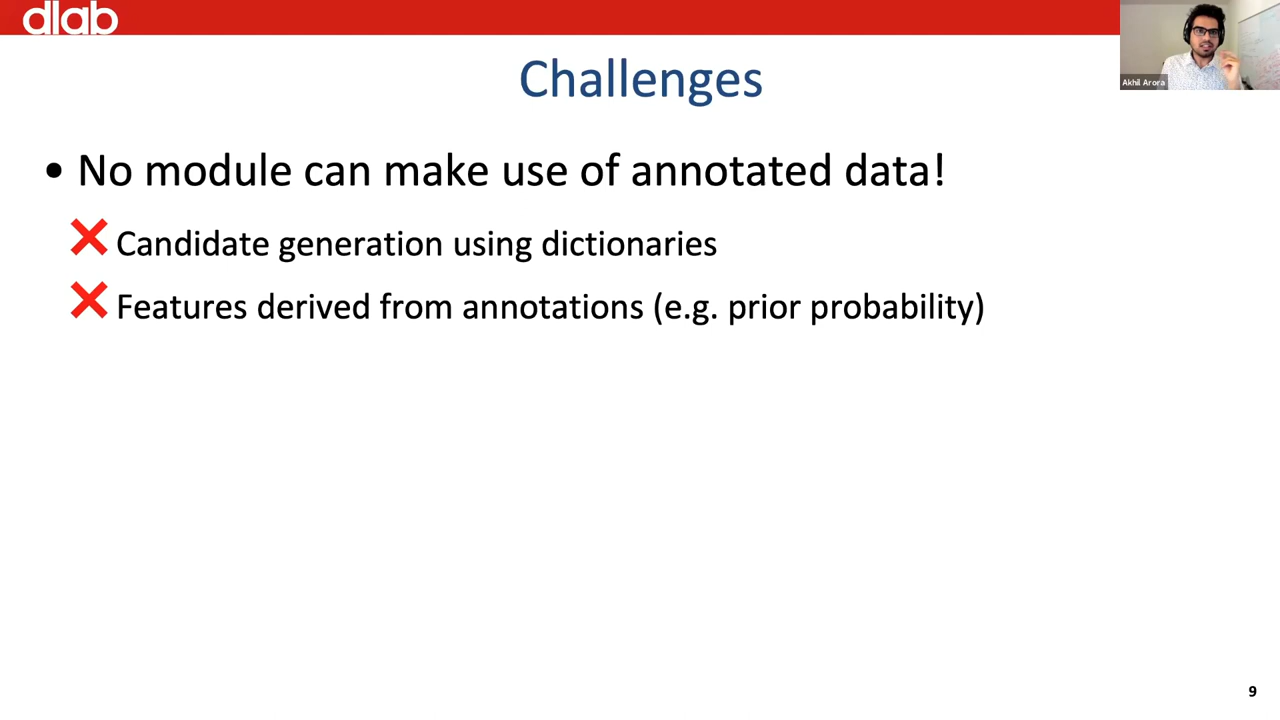 dlab
Akhil Arora
Challenges
• No module can make use of annotated data!
❌ Candidate generation using dictionaries
❌ Features derived from annotations (e.g. prior probability)
9